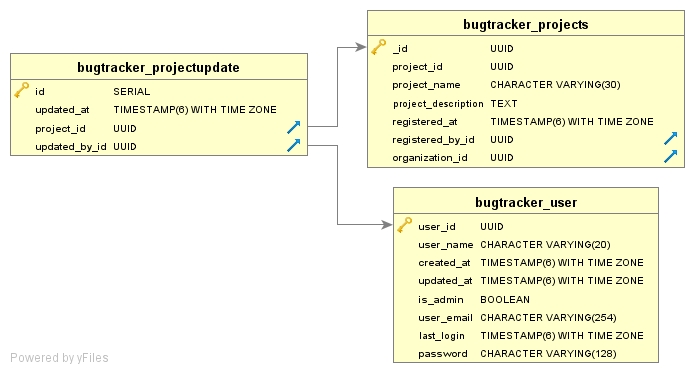 bugtracker_projectupdate
id SERIAL
updated_at TIMESTAMP(6) WITH TIME ZONE
project_id UUID
updated_by_id UUID
bugtracker_projects
_id UUID
project_id UUID
project_name CHARACTER VARYING(30)
project_description TEXT
registered_at TIMESTAMP(6) WITH TIME ZONE
registered_by_id UUID
organization_id UUID
bugtracker_user
user_id UUID
user_name CHARACTER VARYING(20)
created_at TIMESTAMP(6) WITH TIME ZONE
updated_at TIMESTAMP(6) WITH TIME ZONE
is_admin BOOLEAN
user_email CHARACTER VARYING(254)
last_login TIMESTAMP(6) WITH TIME ZONE
password CHARACTER VARYING(128)
Powered by yFiles